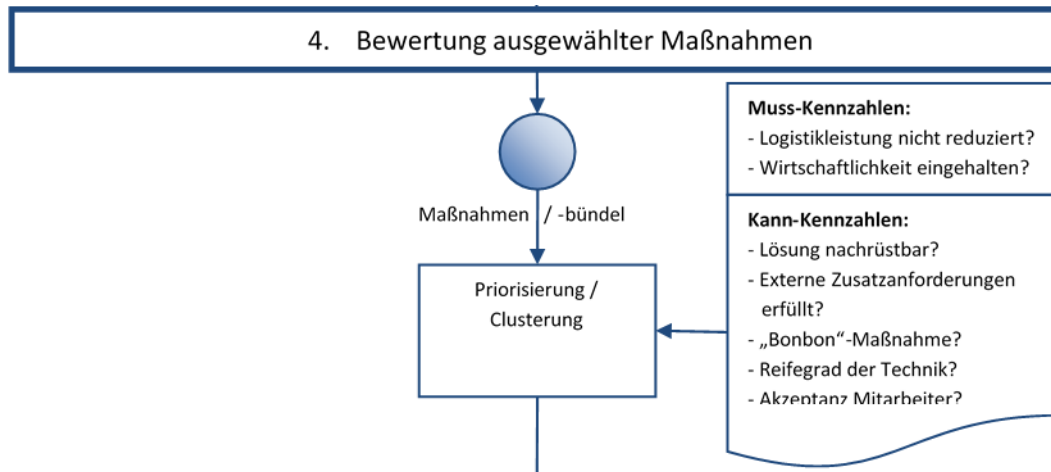 4. Bewertung ausgewählter Maßnahmen
Muss-Kennzahlen:
- Logistikleistung nicht reduziert?
- Wirtschaftlichkeit eingehalten?
Maßnahmen / -bündel
Kann-Kennzahlen:
- Lösung nachrüstbar?
- Externe Zusatzanforderungen
erfüllt?
- „Bonbon“-Maßnahme?
- Reifegrad der Technik?
- Akzeptanz Mitarbeiter?
Priorisierung /
Clusterung